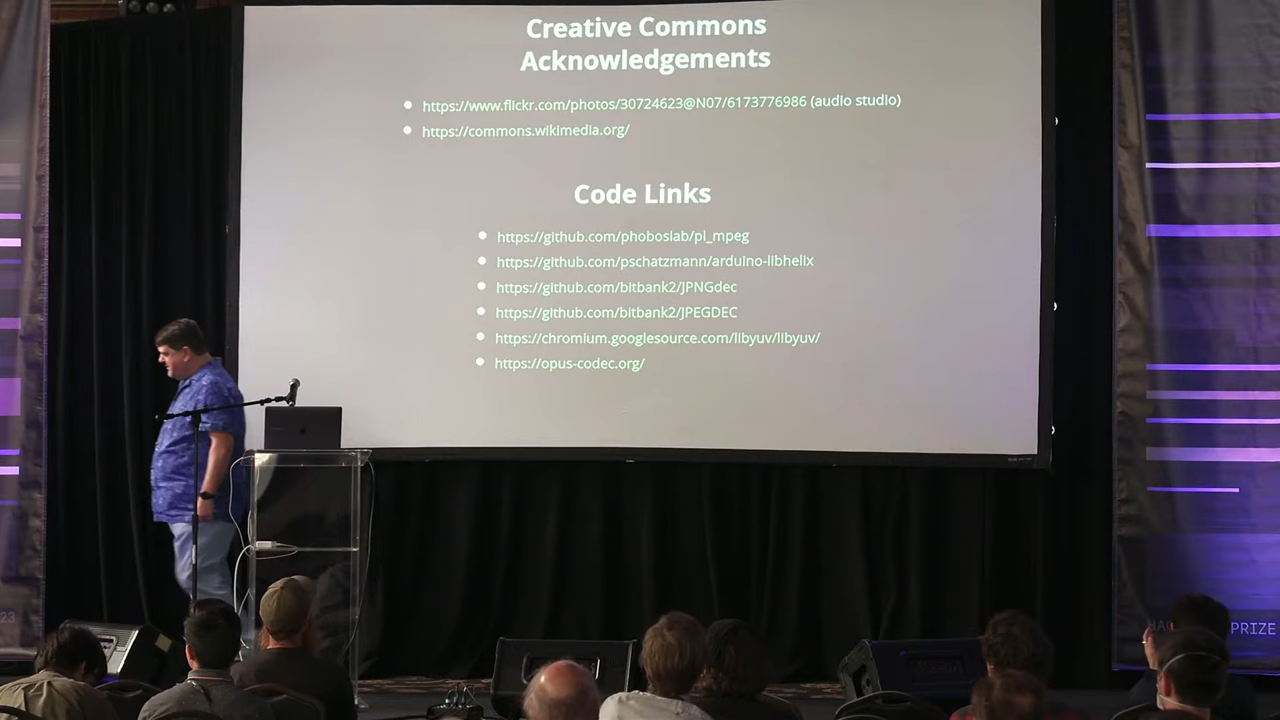 Creative Commons
Acknowledgements
https://www.flickr.com/photos/30724623@N07/6173776986 (audio studio)
https://commons.wikimedia.org/
Code Links
https://github.com/phoboslab/pl_mpeg
https://github.com/pschatzmann/arduino-libhelix
https://github.com/bitbank2/JPNGdec
https://github.com/bitbank2/JPEGDEC
https://chromium.googlesource.com/libyuv/libyuv/
https://opus-codec.org/
23
PRIZE